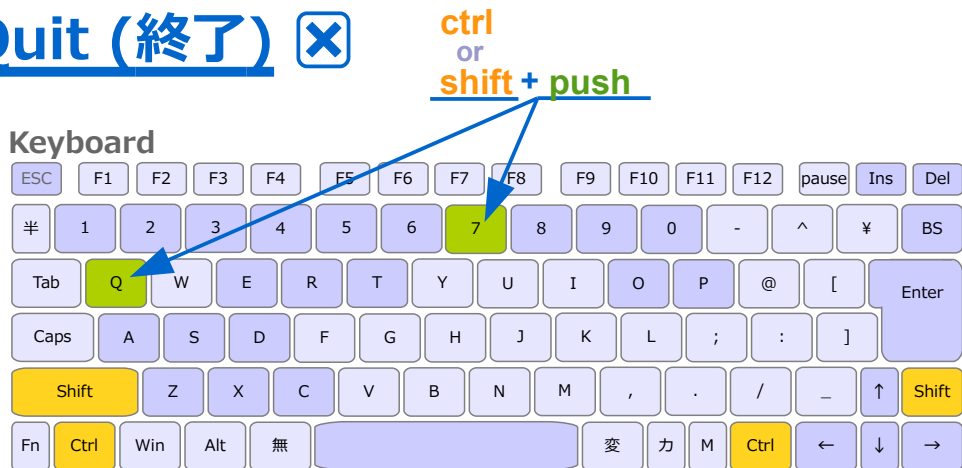 Quit (終了)
ctrl
or
shift + push
Keyboard
ESC F1 F2 F3 F4 F5 F6 F7 F8 F9 F10 F11 F12 pause Ins Del
半 1 2 3 4 5 6 7 8 9 0 - ^ ¥ BS
Tab Q W E R T Y U I O P @ [ Enter
Caps A S D F G H J K L ; : ]
Shift Z X C V B N M , . / _ ↑ Shift
Fn Ctrl Win Alt 無 変 カ M Ctrl ← ↓ →